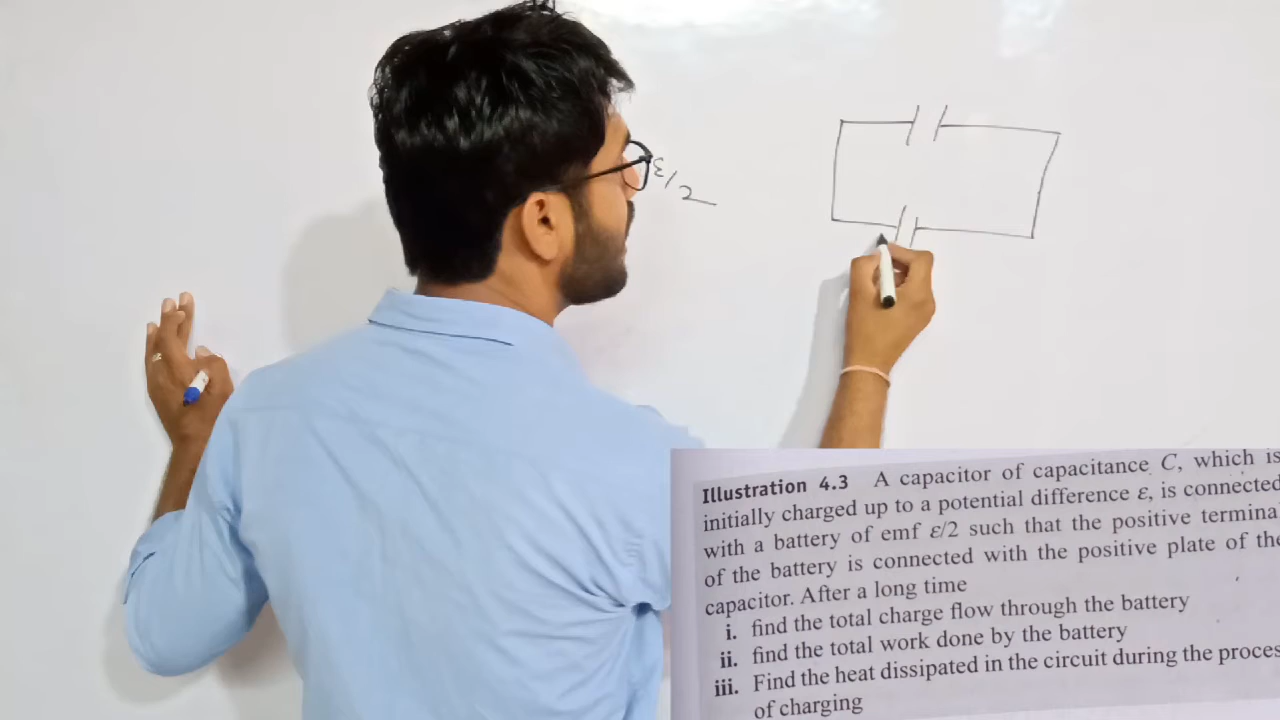 ε/2
Illustration 4.3 A capacitor of capacitance C, which is
initially charged up to a potential difference ε, is connected
with a battery of emf ε/2 such that the positive termina
of the battery is connected with the positive plate of the
capacitor. After a long time
i. find the total charge flow through the battery
ii. find the total work done by the battery
iii. Find the heat dissipated in the circuit during the proces
of charging